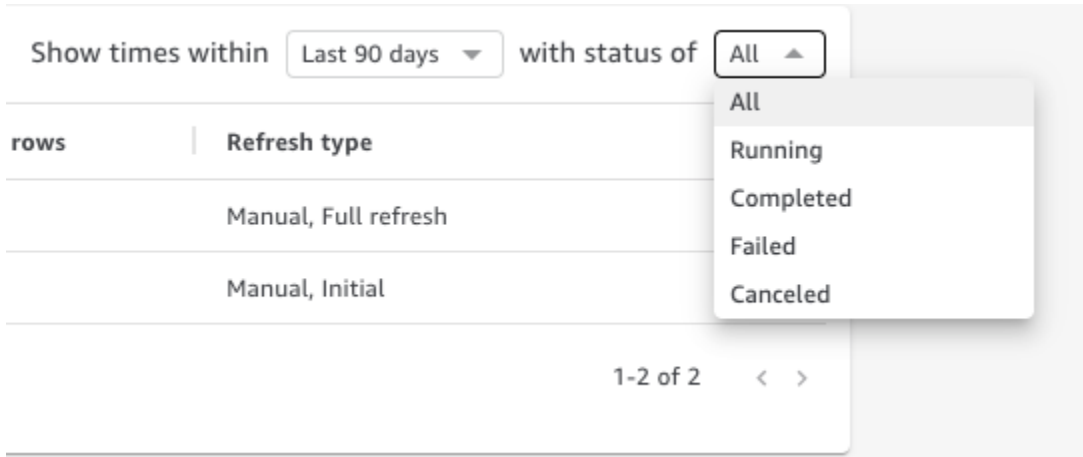 Show times within Last 90 days with status of All
All
rows Refresh type
Running
Completed
Manual, Full refresh
Failed
Manual, Initial
Canceled
1-2 of 2